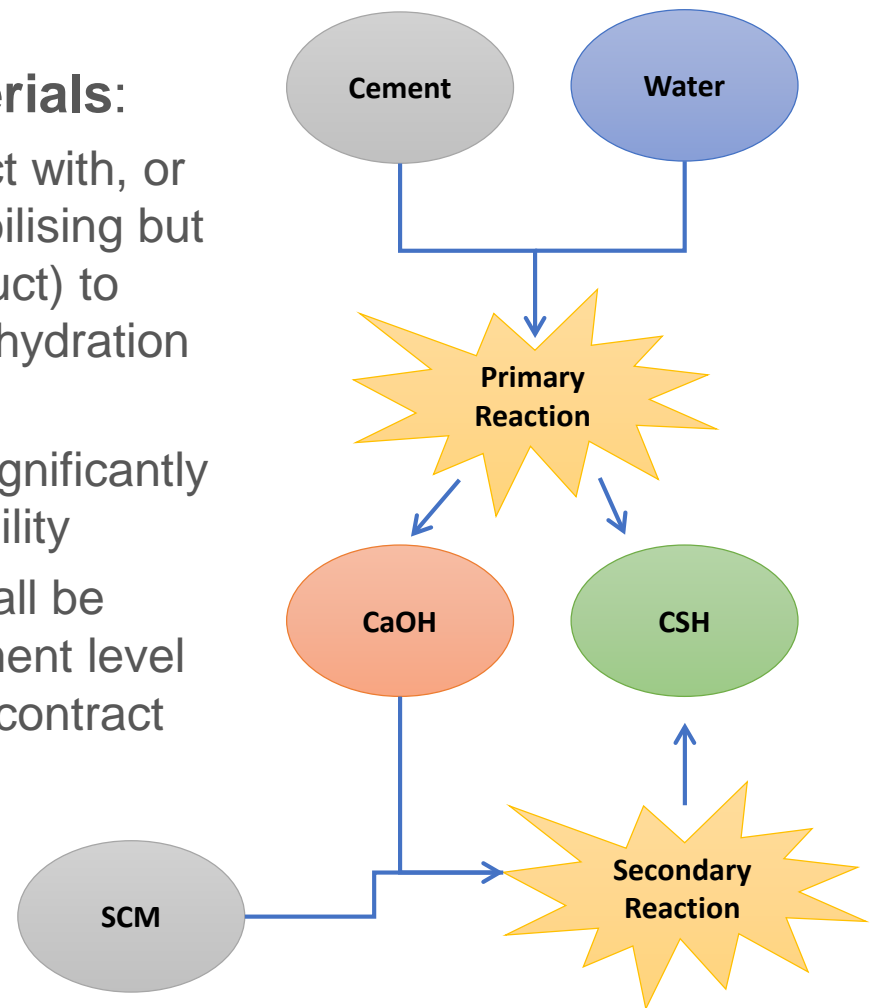 erials:
ct with, or
bilising but
uct) to
hydration
gnificantly
ility
all be
nent level
contract
Cement
Water
Primary
Reaction
CaOH
CSH
SCM
Secondary
Reaction